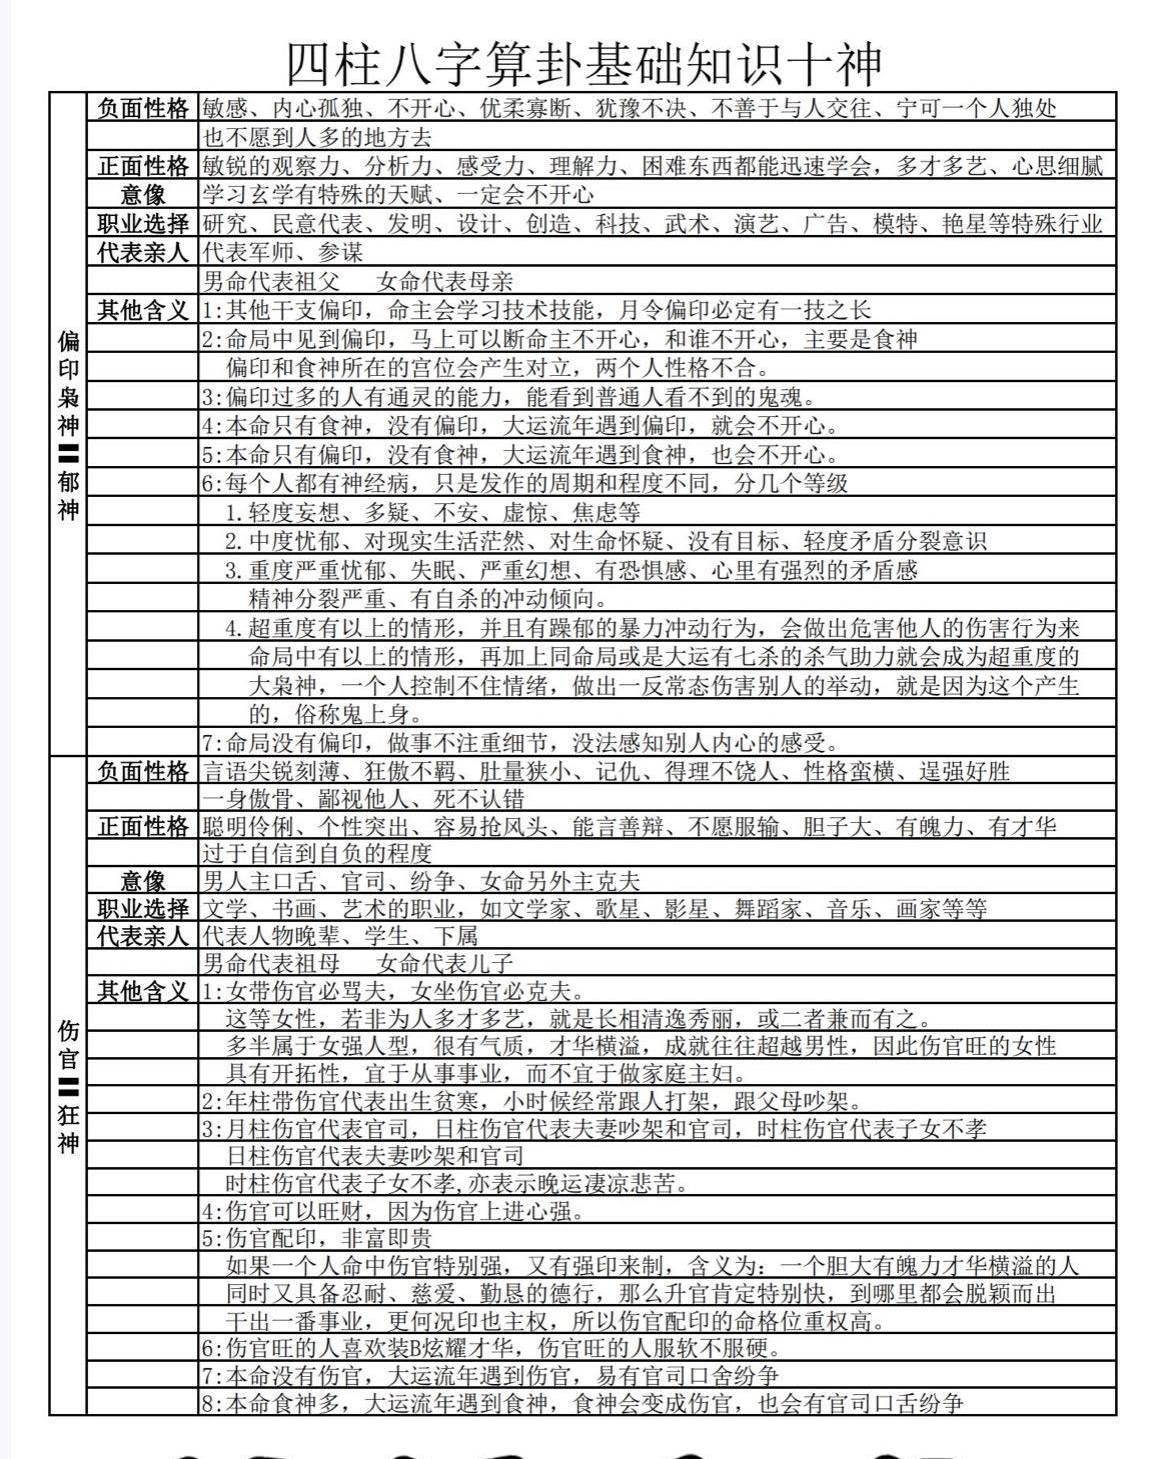 四柱八字算卦基础知识十神
偏印枭神〓郁神
负面性格 敏感、内心孤独、不开心、优柔寡断、犹豫不决、不善于与人交往、宁可一个人独处
也不愿到人多的地方去
正面性格 敏锐的观察力、分析力、感受力、理解力、困难东西都能迅速学会，多才多艺、心思细腻
意像 学习玄学有特殊的天赋、一定会不开心
职业选择 研究、民意代表、发明、设计、创造、科技、武术、演艺、广告、模特、艳星等特殊行业
代表亲人 代表军师、参谋
男命代表祖父 女命代表母亲
其他含义 1:其他干支偏印，命主会学习技术技能，月令偏印必定有一技之长
2:命局中见到偏印，马上可以断命主不开心，和谁不开心，主要是食神
偏印和食神所在的宫位会产生对立，两个人性格不合。
3:偏印过多的人有通灵的能力，能看到普通人看不到的鬼魂。
4:本命只有食神，没有偏印，大运流年遇到偏印，就会不开心。
5:本命只有偏印，没有食神，大运流年遇到食神，也会不开心。
6:每个人都有神经病，只是发作的周期和程度不同，分几个等级
1.轻度妄想、多疑、不安、虚惊、焦虑等
2.中度忧郁、对现实生活茫然、对生命怀疑、没有目标、轻度矛盾分裂意识
3.重度严重忧郁、失眠、严重幻想、有恐惧感、心里有强烈的矛盾感
精神分裂严重、有自杀的冲动倾向。
4.超重度有以上的情形，并且有躁郁的暴力冲动行为，会做出危害他人的伤害行为来
命局中有以上的情形，再加上同命局或是大运有七杀的杀气助力就会成为超重度的
大枭神，一个人控制不住情绪，做出一反常态伤害别人的举动，就是因为这个产生
的，俗称鬼上身。
7:命局没有偏印，做事不注重细节，没法感知别人内心的感受。
伤官〓狂神
负面性格 言语尖锐刻薄、狂傲不羁、肚量狭小、记仇、得理不饶人、性格蛮横、逞强好胜
一身傲骨、鄙视他人、死不认错
正面性格 聪明伶俐、个性突出、容易抢风头、能言善辩、不愿服输、胆子大、有魄力、有才华
过于自信到自负的程度
意像 男人主口舌、官司、纷争、女命另外主克夫
职业选择 文学、书画、艺术的职业，如文学家、歌星、影星、舞蹈家、音乐、画家等等
代表亲人 代表人物晚辈、学生、下属
男命代表祖母 女命代表儿子
其他含义 1:女带伤官必骂夫，女坐伤官必克夫。
这等女性，若非为人多才多艺，就是长相清逸秀丽，或二者兼而有之。
多半属于女强人型，很有气质，才华横溢，成就往往超越男性，因此伤官旺的女性
具有开拓性，宜于从事事业，而不宜于做家庭主妇。
2:年柱带伤官代表出生贫寒，小时候经常跟人打架，跟父母吵架。
3:月柱伤官代表官司，日柱伤官代表夫妻吵架和官司，时柱伤官代表子女不孝
日柱伤官代表夫妻吵架和官司
时柱伤官代表子女不孝,亦表示晚运凄凉悲苦。
4:伤官可以旺财，因为伤官上进心强。
5:伤官配印，非富即贵
如果一个人命中伤官特别强，又有强印来制，含义为：一个胆大有魄力才华横溢的人
同时又具备忍耐、慈爱、勤恳的德行，那么升官肯定特别快，到哪里都会脱颖而出
干出一番事业，更何况印也主权，所以伤官配印的命格位重权高。
6:伤官旺的人喜欢装B炫耀才华，伤官旺的人服软不服硬。
7:本命没有伤官，大运流年遇到伤官，易有官司口舍纷争
8:本命食神多，大运流年遇到食神，食神会变成伤官，也会有官司口舌纷争